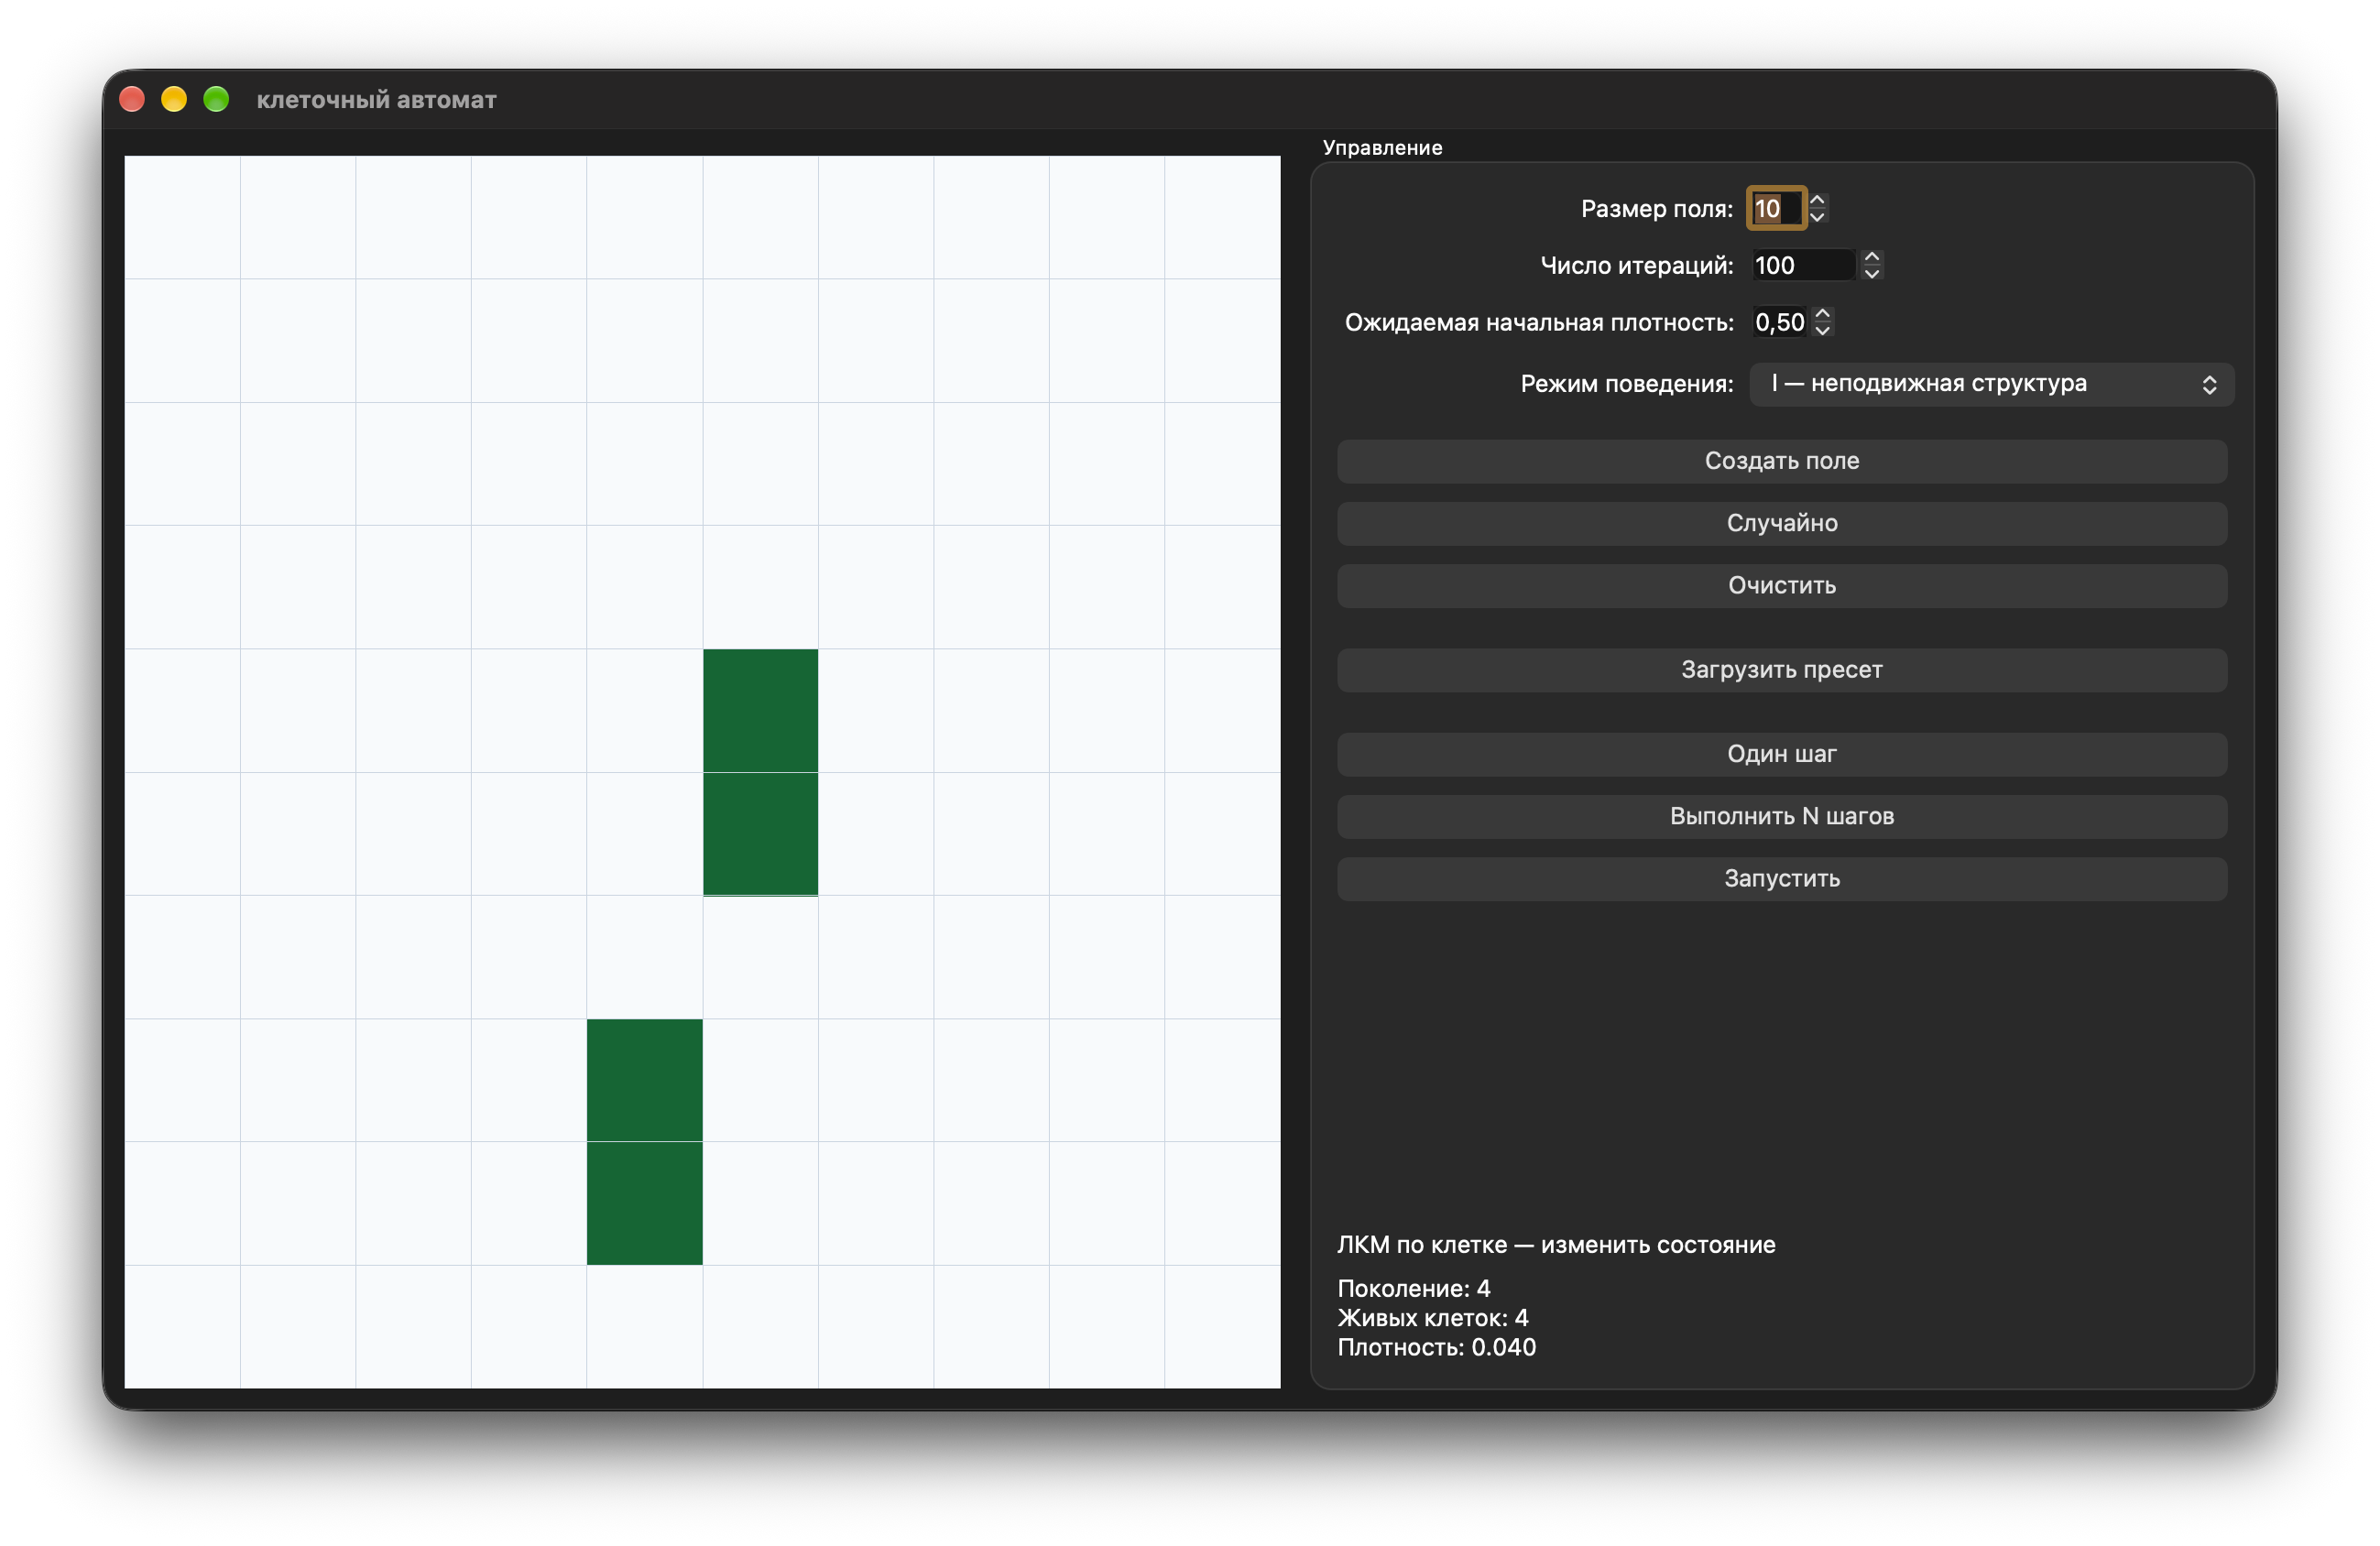 клеточный автомат
Управление
Размер поля: 10
Число итераций: 100
Ожидаемая начальная плотность: 0,50
Режим поведения: I — неподвижная структура
Создать поле
Случайно
Очистить
Загрузить пресет
Один шаг
Выполнить N шагов
Запустить
ЛКМ по клетке — изменить состояние
Поколение: 4
Живых клеток: 4
Плотность: 0.040